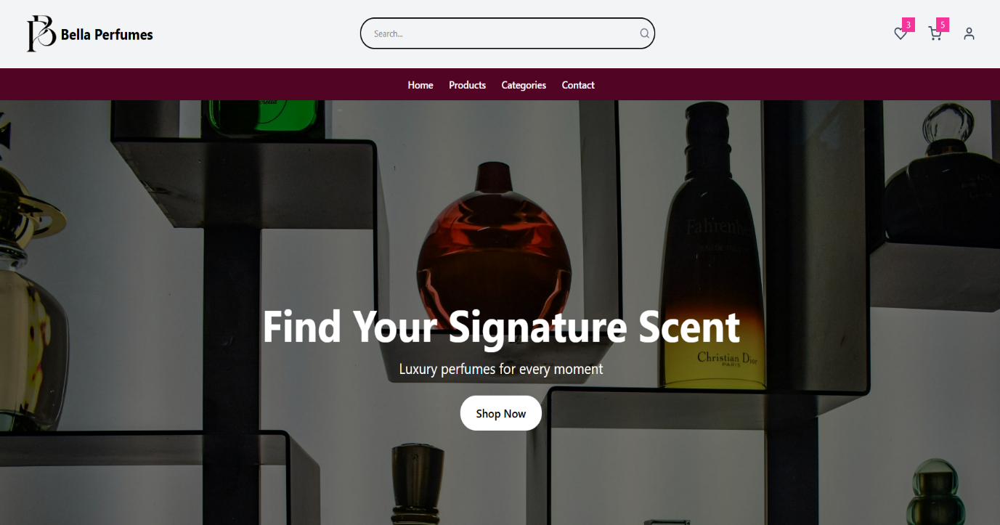 B Bella Perfumes
Search...
3
5
Home Products Categories Contact
Fahrenhe
Find Your Signature Scent
Christian Dior
PARIS
Luxury perfumes for every moment
Shop Now